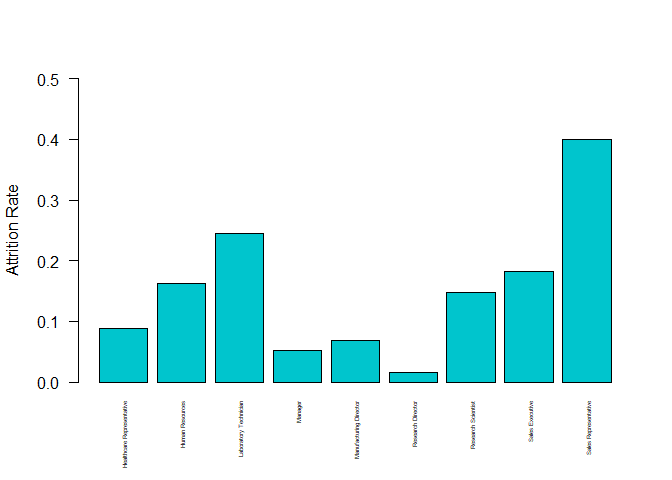 0.5
0.4
0.3
0.2
0.1
0.0
Attrition Rate
Healthcare Representative
Human Resources
Laboratory Technician
Manager
Manufacturing Director
Research Director
Research Scientist
Sales Executive
Sales Representative